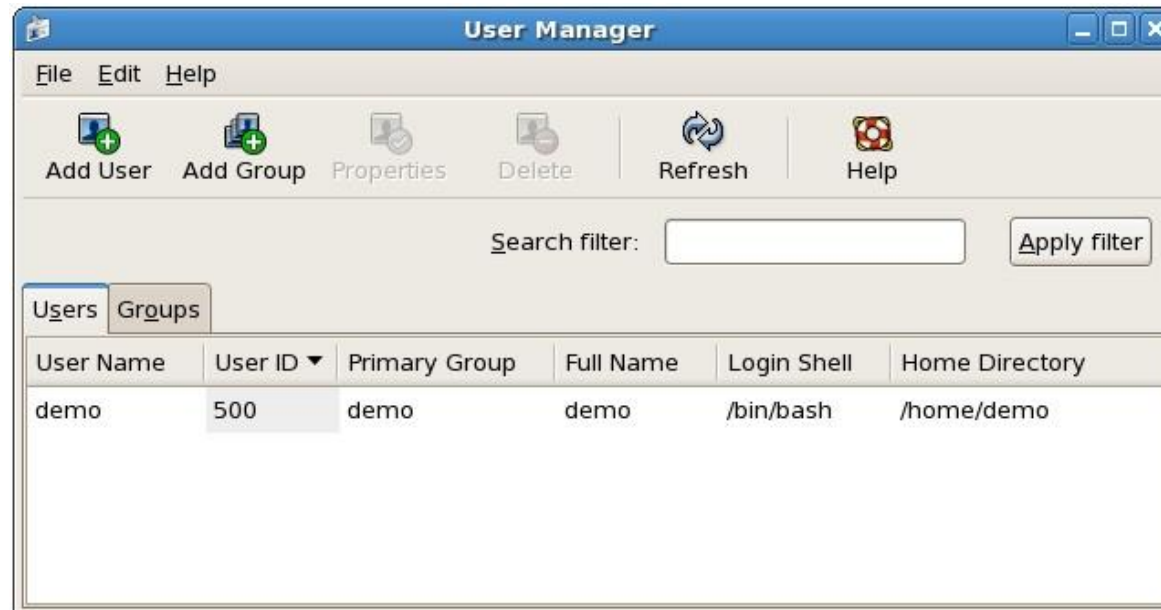 User Manager
File Edit Help
Add User Add Group Properties Delete Refresh Help
Search filter: Apply filter
Users Groups
User Name User ID Primary Group Full Name Login Shell Home Directory
demo 500 demo demo /bin/bash /home/demo